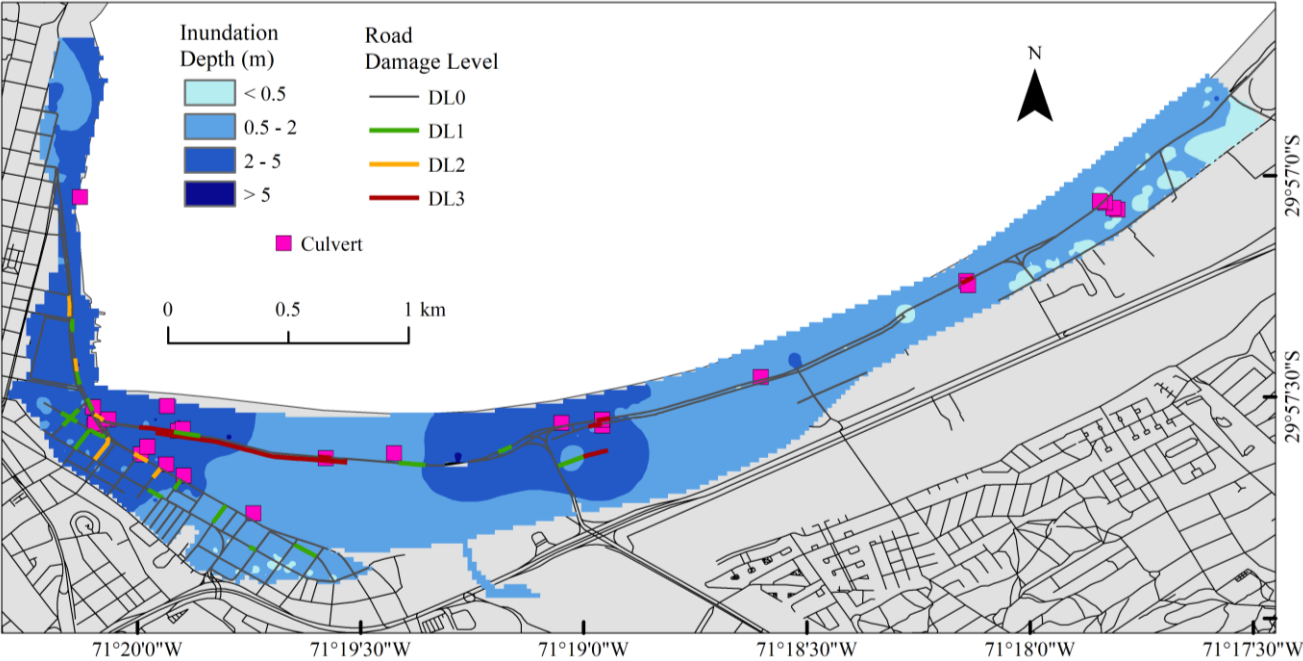 Inundation
Depth (m)
< 0.5
0.5 - 2
2 - 5
> 5
Road
Damage Level
DL0
DL1
DL2
DL3
Culvert
0 0.5 1 km
N
29°57'0"S
29°57'30"S
71°20'0"W 71°19'30"W 71°19'0"W 71°18'30"W 71°18'0"W 71°17'30"W